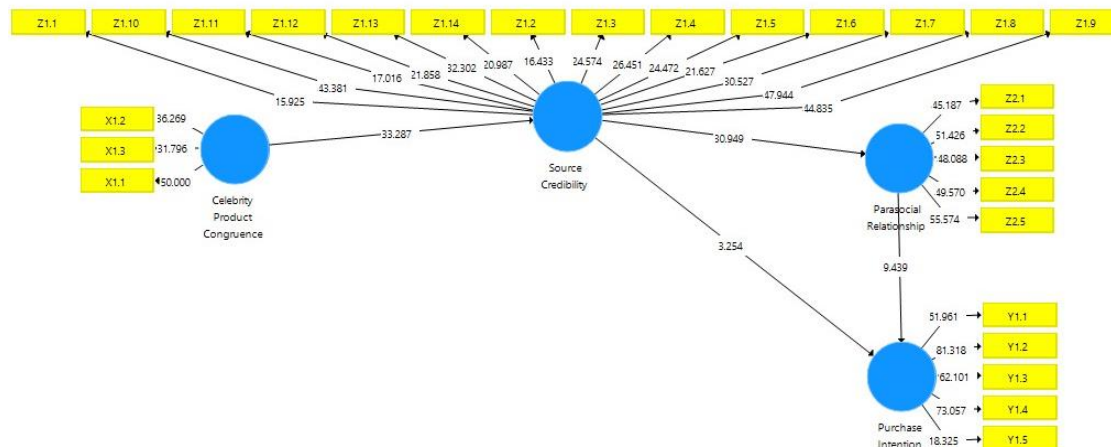 Z1.1 Z1.10 Z1.11 Z1.12 Z1.13 Z1.14 Z1.2 Z1.3 Z1.4 Z1.5 Z1.6 Z1.7 Z1.8 Z1.9
15.925 43.381 17.016 21.858 32.302 20.987 16.433 24.574 26.451 24.472 21.627 30.527 47.944 44.835
X1.2 36.269
X1.3 31.796
X1.1 50.000
Celebrity
Product
Congruence
33.287
Source
Credibility
30.949
45.187 Z2.1
51.426 Z2.2
48.088 Z2.3
49.570 Z2.4
55.574 Z2.5
Parasocial
Relationship
3.254
9.439
51.961 Y1.1
81.318 Y1.2
62.101 Y1.3
73.057 Y1.4
18.325 Y1.5
Purchase
Intention